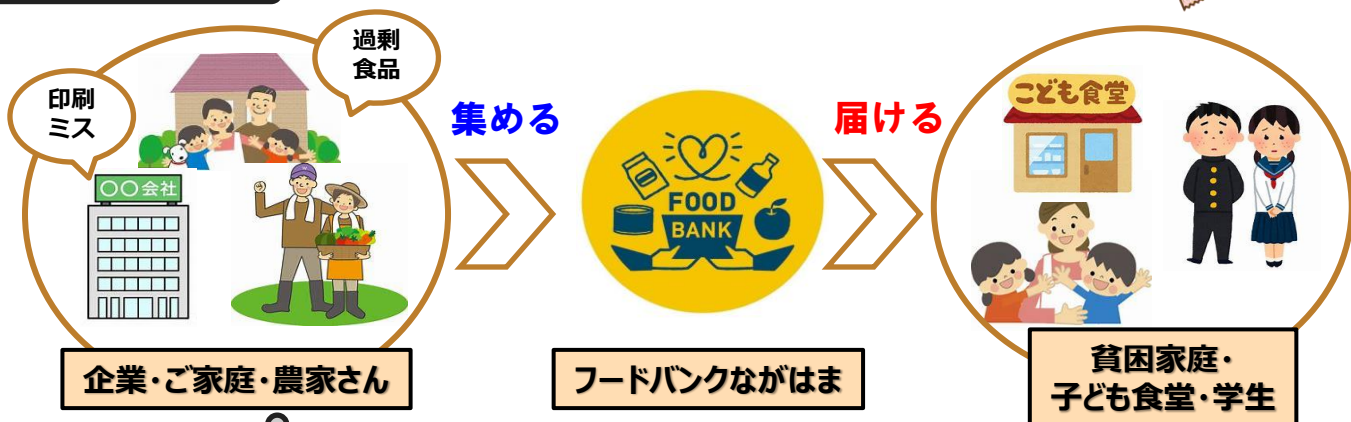 過剰
食品
印刷
ミス
集める
届ける
こども食堂
〇〇会社
FOOD
BANK
企業・ご家庭・農家さん
フードバンクながはま
貧困家庭・
子ども食堂・学生